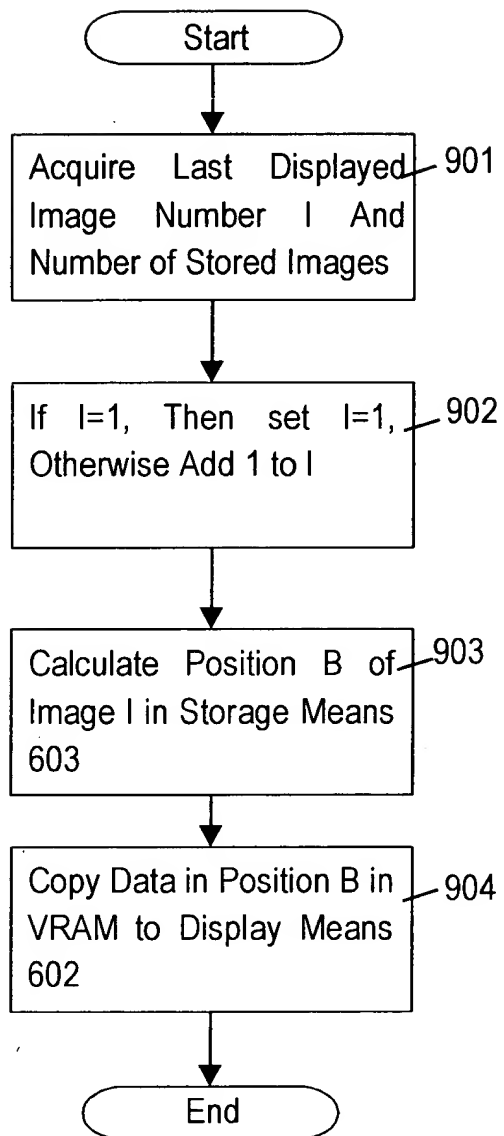 Start
Acquire Last Displayed
Image Number I And
Number of Stored Images
901
If I=1, Then set I=1,
Otherwise Add 1 to I
902
Calculate Position B of
Image I in Storage Means
603
903
Copy Data in Position B in
VRAM to Display Means
602
904
End